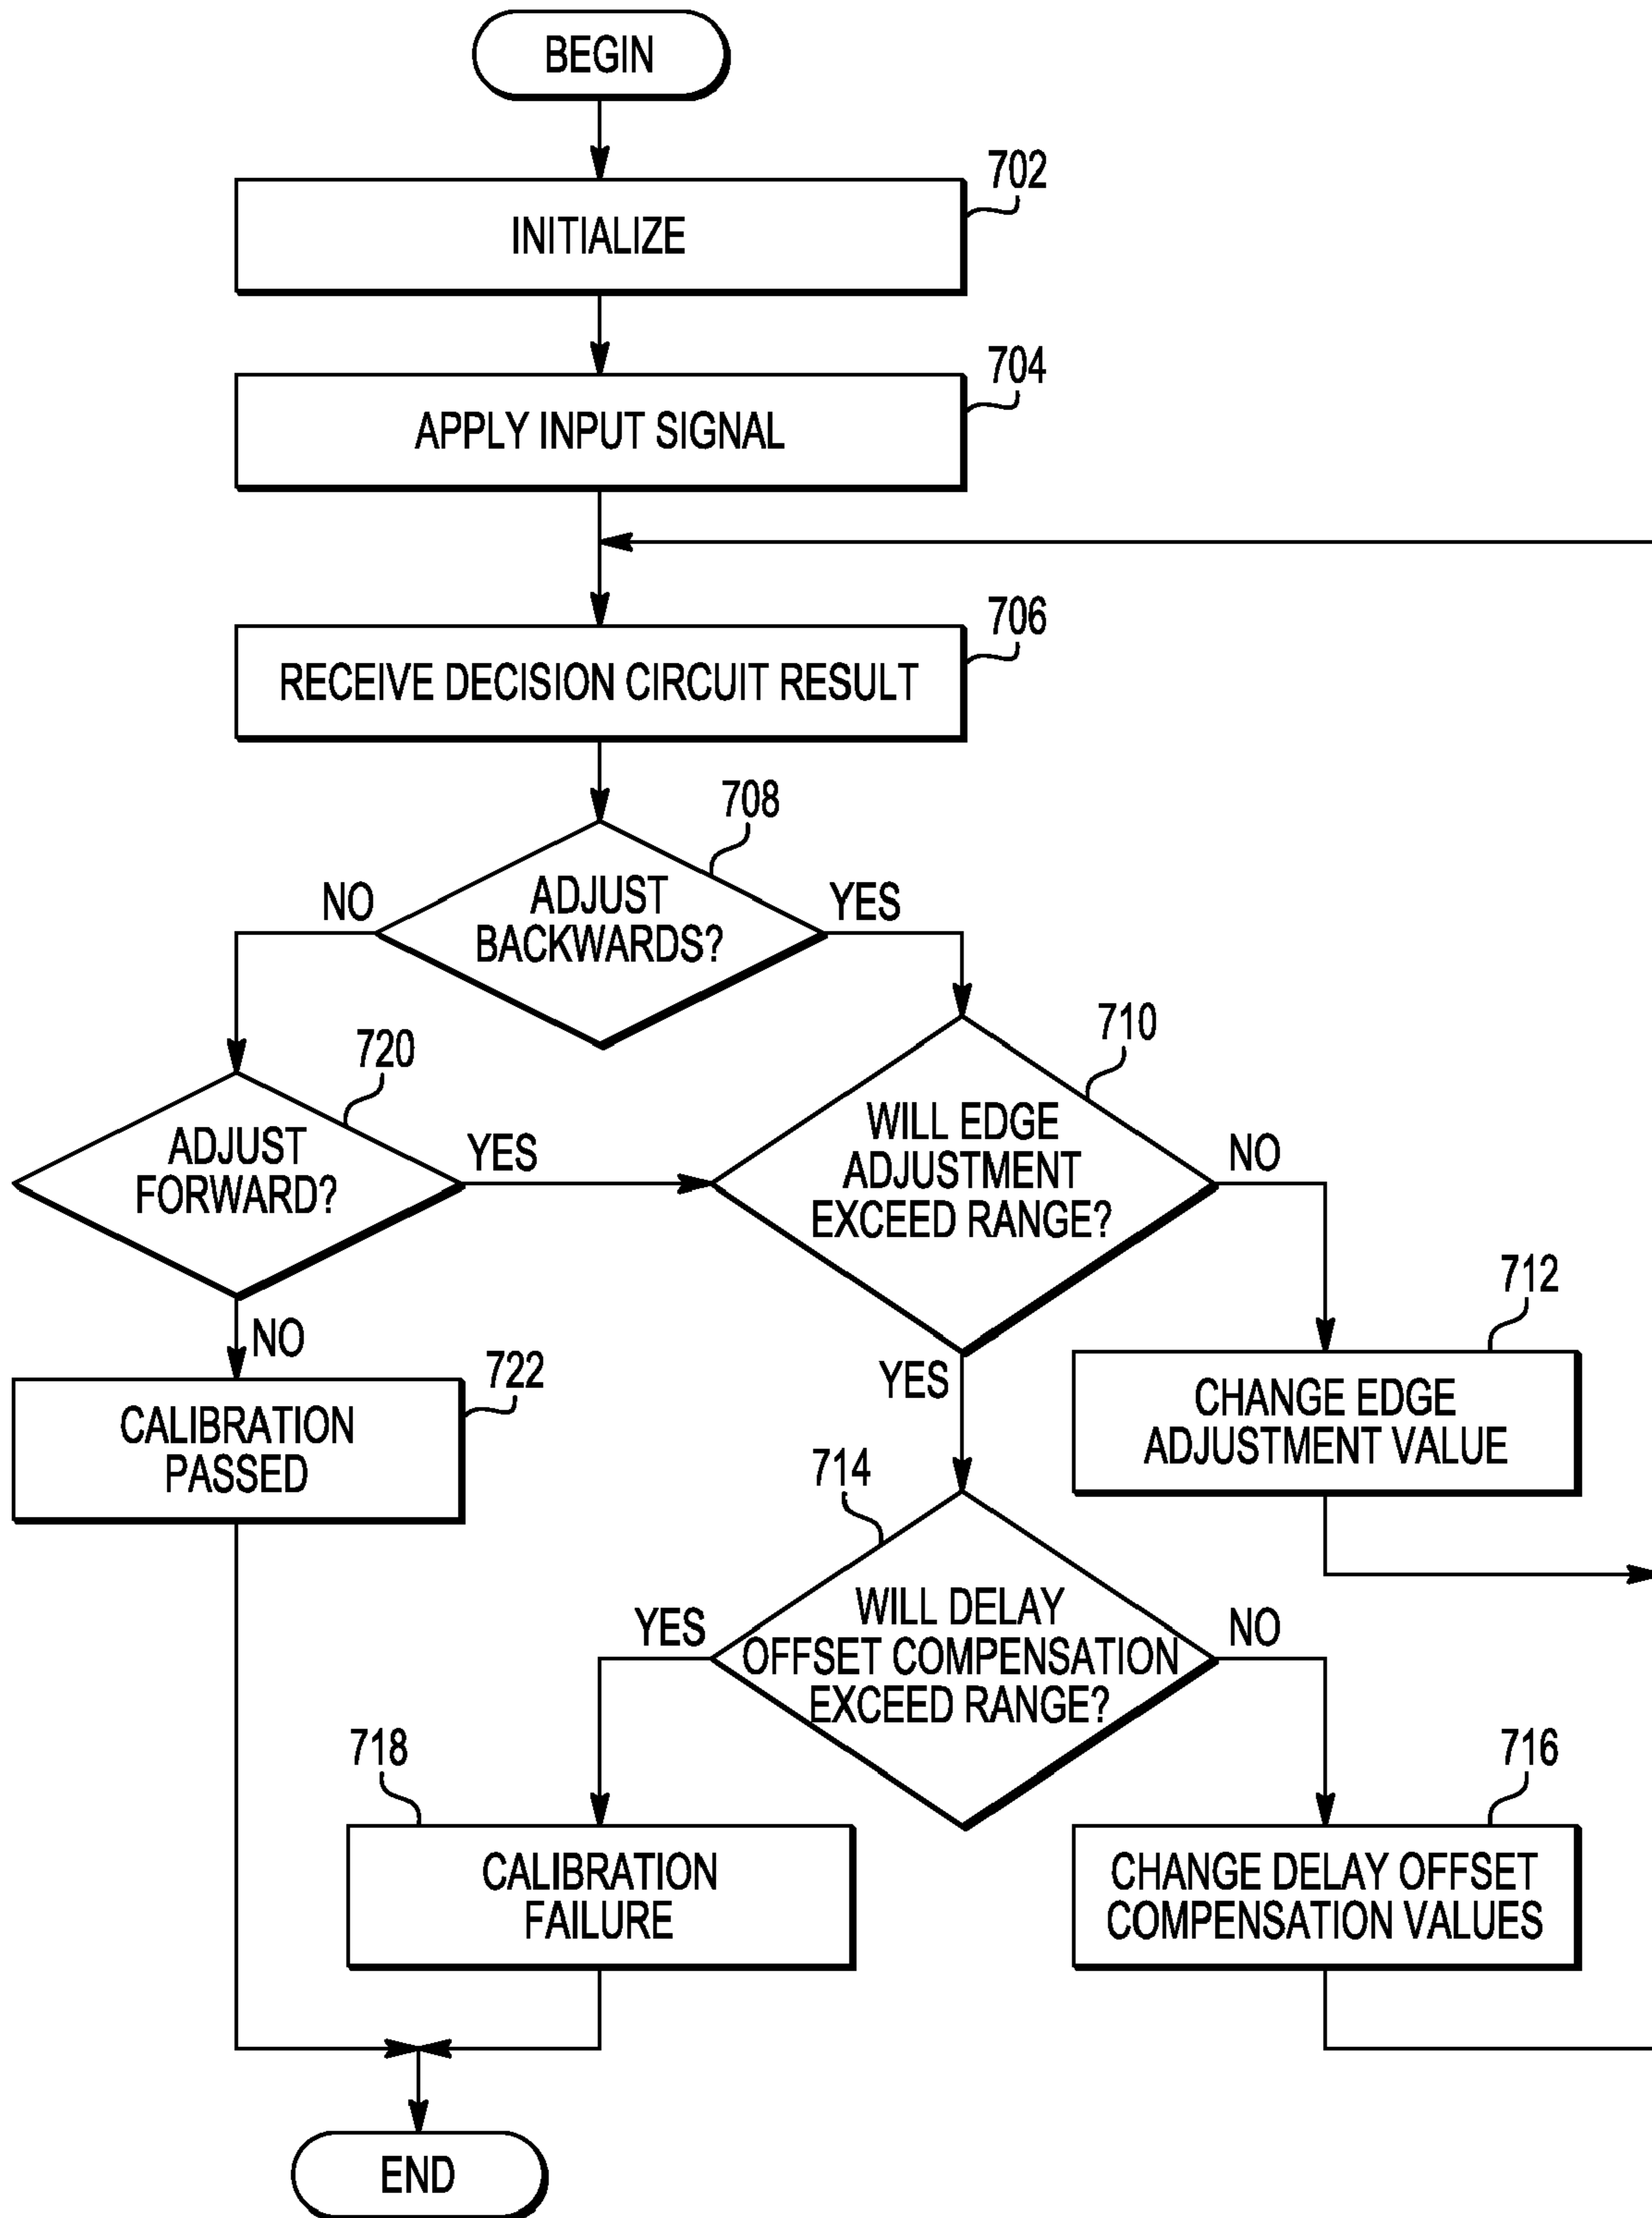 BEGIN
702
INITIALIZE
704
APPLY INPUT SIGNAL
706
RECEIVE DECISION CIRCUIT RESULT
708
NO
ADJUST
BACKWARDS?
YES
710
720
WILL EDGE
ADJUSTMENT
EXCEED RANGE?
ADJUST
FORWARD?
YES
NO
712
NO
722
YES
CHANGE EDGE
ADJUSTMENT VALUE
CALIBRATION
PASSED
714
WILL DELAY
OFFSET COMPENSATION
EXCEED RANGE?
YES
NO
718
716
CALIBRATION
FAILURE
CHANGE DELAY OFFSET
COMPENSATION VALUES
END